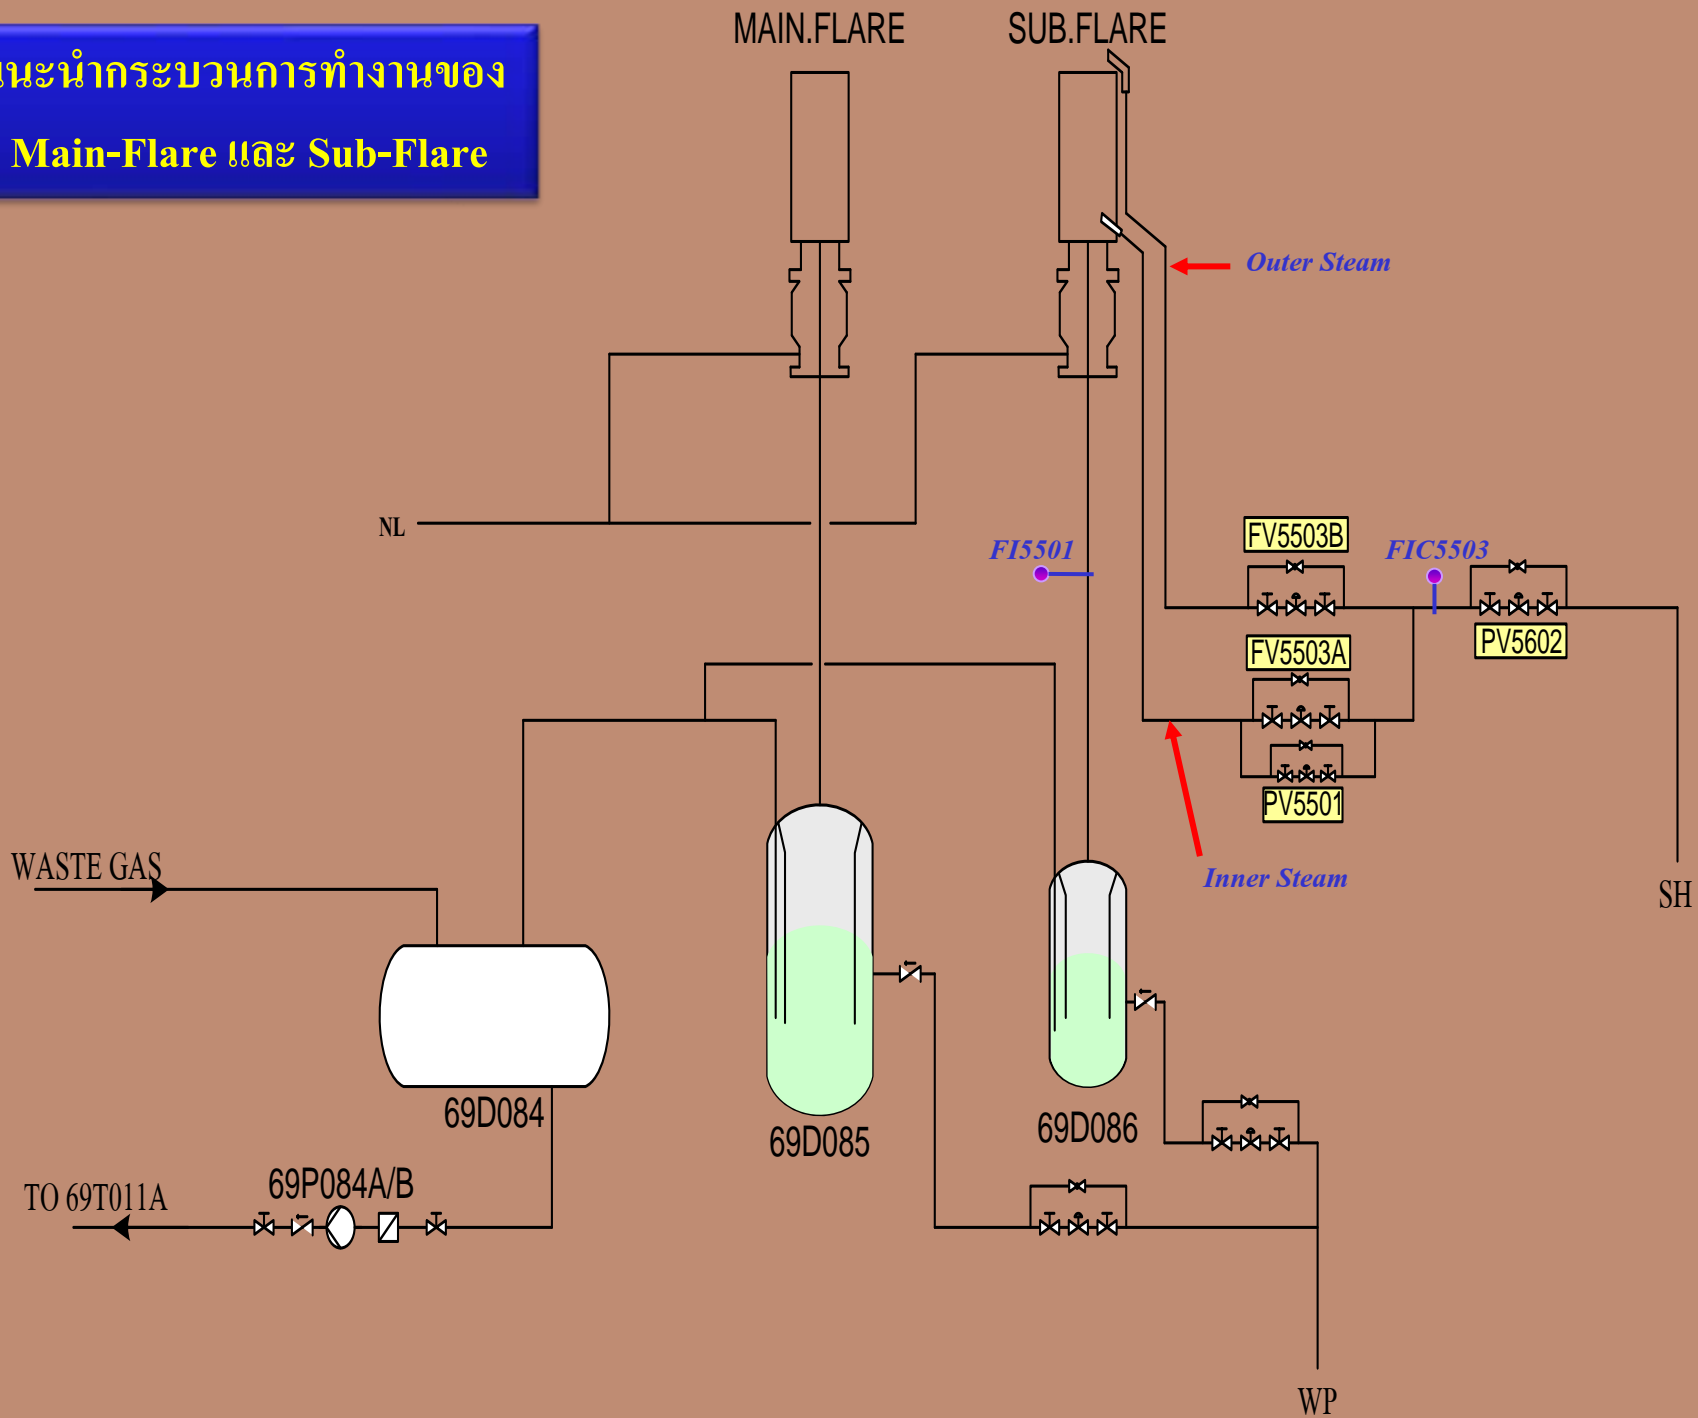 แนะนำกระบวนการทำงานของ
Main-Flare และ Sub-Flare
MAIN.FLARE
SUB.FLARE
Outer Steam
NL
FI5501
FV5503B
FIC5503
FV5503A
PV5602
PV5501
WASTE GAS
Inner Steam
SH
69D084
69D085
69D086
69P084A/B
TO 69T011A
WP